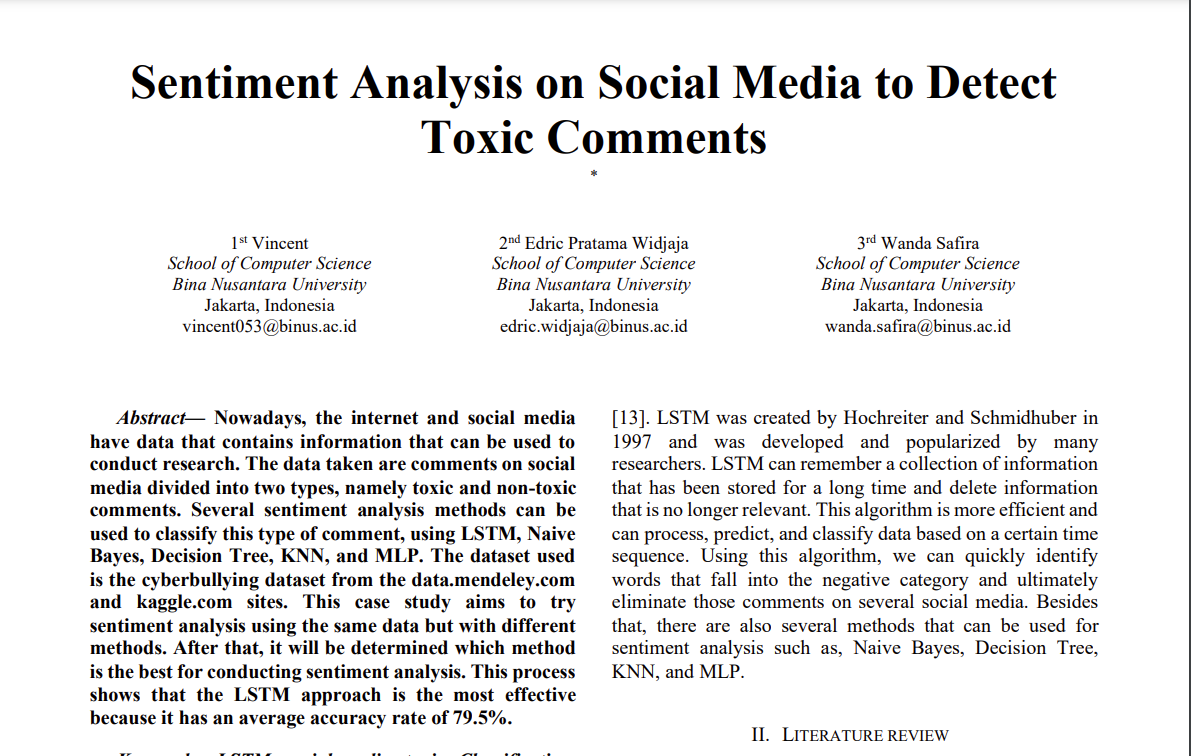 Sentiment Analysis on Social Media to Detect
Toxic Comments
*
1st Vincent
School of Computer Science
Bina Nusantara University
Jakarta, Indonesia
vincent053@binus.ac.id
2nd Edric Pratama Widjaja
School of Computer Science
Bina Nusantara University
Jakarta, Indonesia
edric.widjaja@binus.ac.id
3rd Wanda Safira
School of Computer Science
Bina Nusantara University
Jakarta, Indonesia
wanda.safira@binus.ac.id
Abstract— Nowadays, the internet and social media
have data that contains information that can be used to
conduct research. The data taken are comments on social
media divided into two types, namely toxic and non-toxic
comments. Several sentiment analysis methods can be
used to classify this type of comment, using LSTM, Naive
Bayes, Decision Tree, KNN, and MLP. The dataset used
is the cyberbullying dataset from the data.mendeley.com
and kaggle.com sites. This case study aims to try
sentiment analysis using the same data but with different
methods. After that, it will be determined which method
is the best for conducting sentiment analysis. This process
shows that the LSTM approach is the most effective
because it has an average accuracy rate of 79.5%.
[13]. LSTM was created by Hochreiter and Schmidhuber in
1997 and was developed and popularized by many
researchers. LSTM can remember a collection of information
that has been stored for a long time and delete information
that is no longer relevant. This algorithm is more efficient and
can process, predict, and classify data based on a certain time
sequence. Using this algorithm, we can quickly identify
words that fall into the negative category and ultimately
eliminate those comments on several social media. Besides
that, there are also several methods that can be used for
sentiment analysis such as, Naive Bayes, Decision Tree,
KNN, and MLP.
II. LITERATURE REVIEW